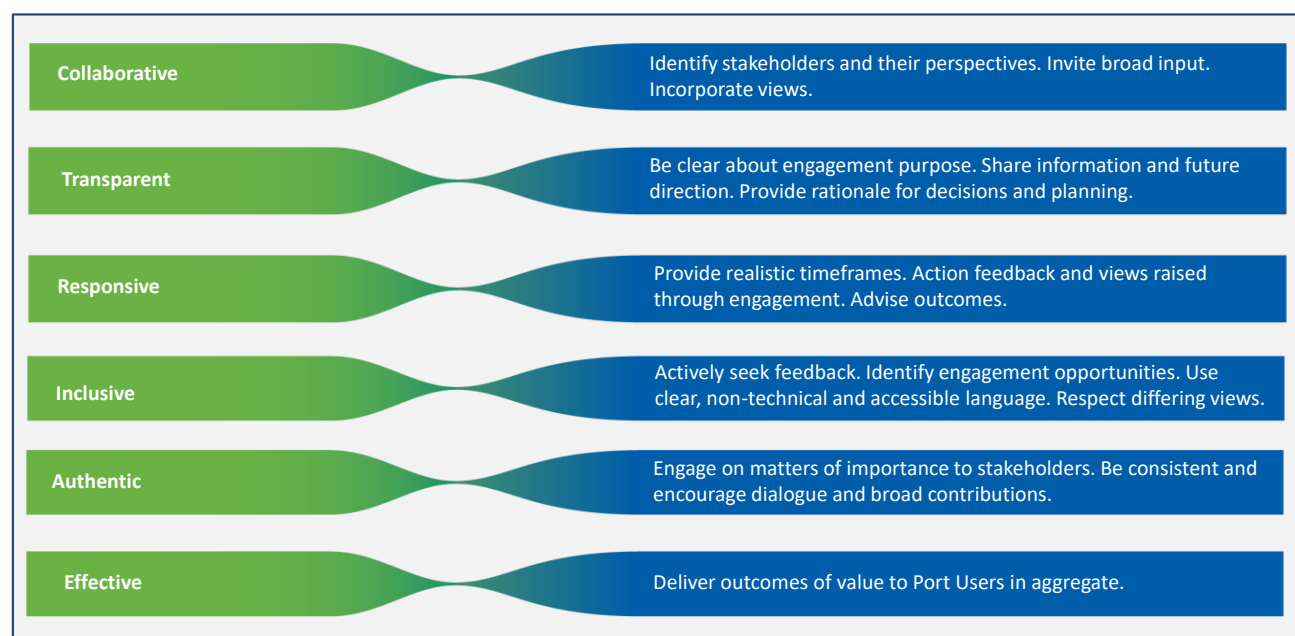 Collaborative
Identify stakeholders and their perspectives. Invite broad input.
Incorporate views.
Transparent
Be clear about engagement purpose. Share information and future
direction. Provide rationale for decisions and planning.
Responsive
Provide realistic timeframes. Action feedback and views raised
through engagement. Advise outcomes.
Inclusive
Actively seek feedback. Identify engagement opportunities. Use
clear, non-technical and accessible language. Respect differing views.
Authentic
Engage on matters of importance to stakeholders. Be consistent and
encourage dialogue and broad contributions.
Effective
Deliver outcomes of value to Port Users in aggregate.